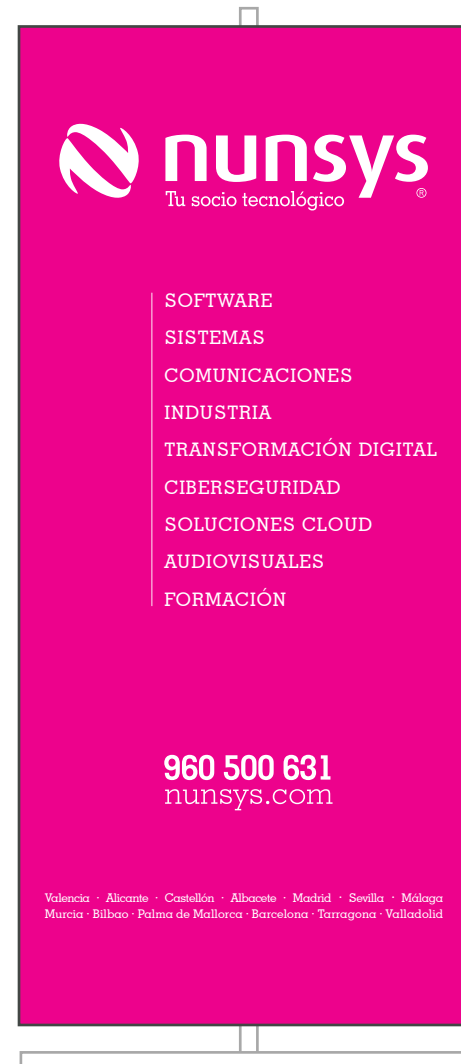 nunsys
Tu socio tecnológico ®
SOFTWARE
SISTEMAS
COMUNICACIONES
INDUSTRIA
TRANSFORMACIÓN DIGITAL
CIBERSEGURIDAD
SOLUCIONES CLOUD
AUDIOVISUALES
FORMACIÓN
960 500 631
nunsys.com
Valencia · Alicante · Castellón · Albacete · Madrid · Sevilla · Málaga
Murcia · Bilbao · Palma de Mallorca · Barcelona · Tarragona · Valladolid